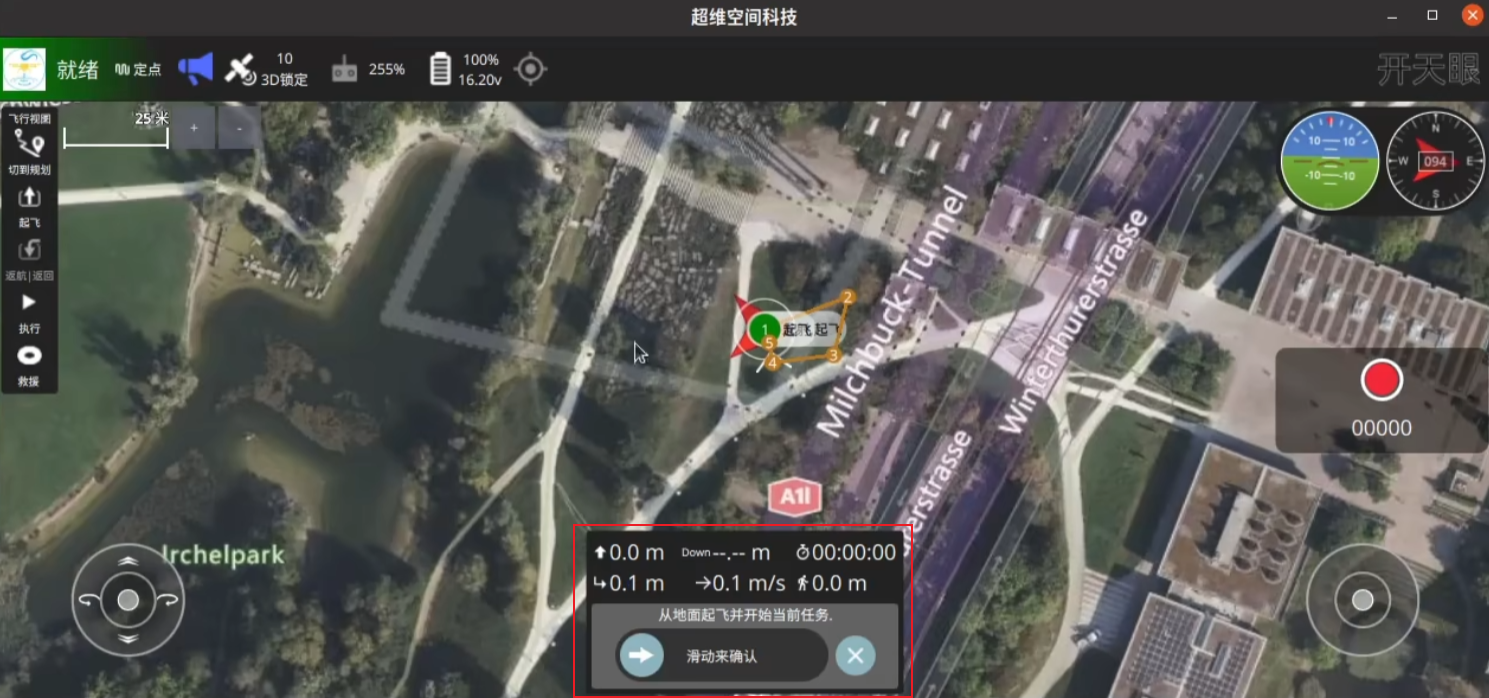 超维空间科技
就绪
定点
10
3D锁定
255%
100%
16.20v
开天眼
飞行视图
切到规划
起飞
返航|返回
执行
救援
25 米
+
-
10
10
-10
-10
N
W
094
E
S
Milchbuck-Tunnel
Winterthurerstrasse
erstrasse
1
起飞
起飞
2
3
4
5
A1l
Irchelpark
00000
0.0 m
Down
--.-- m
00:00:00
0.1 m
0.1 m/s
0.0 m
从地面起飞并开始当前任务.
滑动来确认